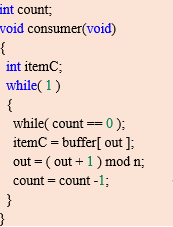 int count;
void consumer(void)
{
int itemC;
while( 1 )
{
while( count == 0 );
itemC = buffer[ out ];
out = ( out + 1 ) mod n;
count = count -1;
}
}